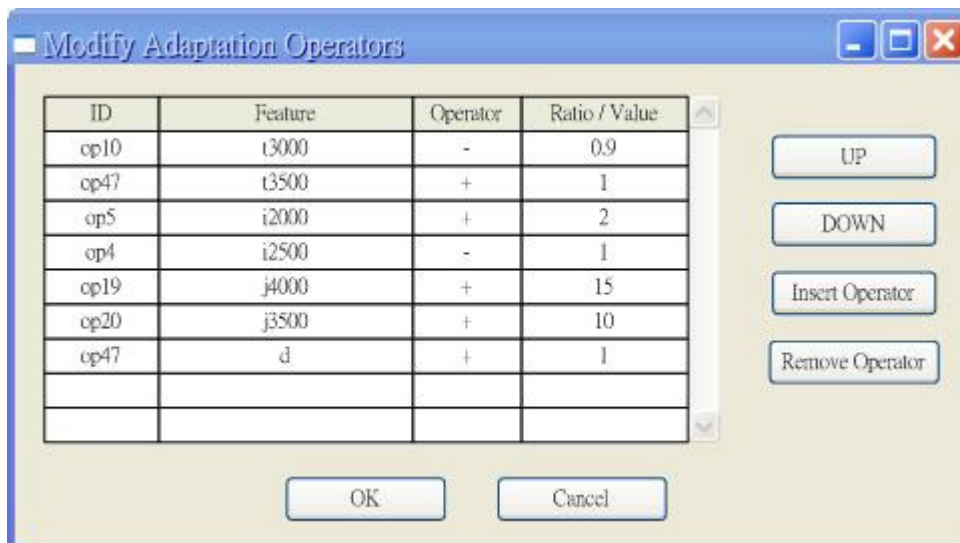 Modify Adaptation Operators
ID Feature Operator Ratio / Value
op10 t3000 - 0.9
op47 t3500 + 1
op5 i2000 + 2
op4 i2500 - 1
op19 j4000 + 15
op20 j3500 + 10
op47 d + 1
UP
DOWN
Insert Operator
Remove Operator
OK Cancel